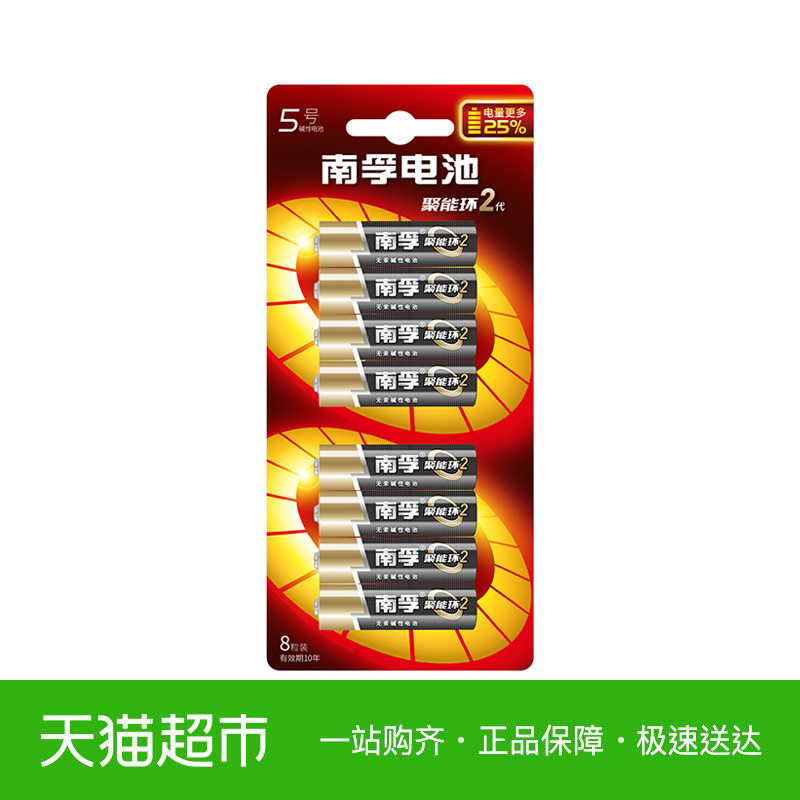 5号
碱性电池
电量更多
25%
南孚电池
聚能环2代
南孚® 聚能环2
无汞碱性电池
南孚® 聚能环2
无汞碱性电池
南孚® 聚能环2
无汞碱性电池
南孚® 聚能环2
无汞碱性电池
南孚® 聚能环2
无汞碱性电池
南孚® 聚能环2
无汞碱性电池
南孚® 聚能环2
无汞碱性电池
南孚® 聚能环2
无汞碱性电池
8粒装
有效期10年
天猫超市 一站购齐·正品保障·极速送达